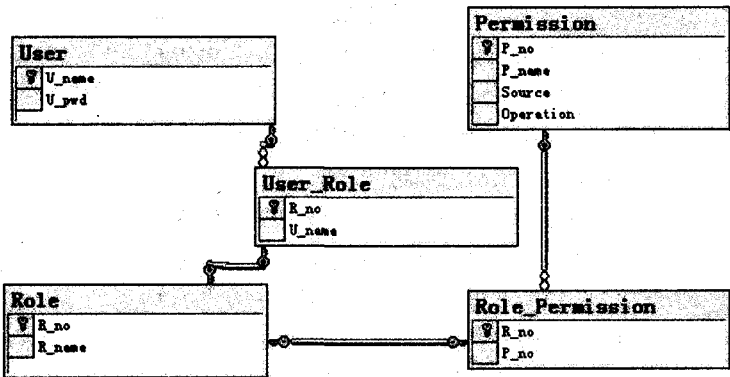 User
U_name
U_pwd
Permission
P_no
P_name
Source
Operation
User_Role
R_no
U_name
Role
R_no
R_name
Role_Permission
R_no
P_no